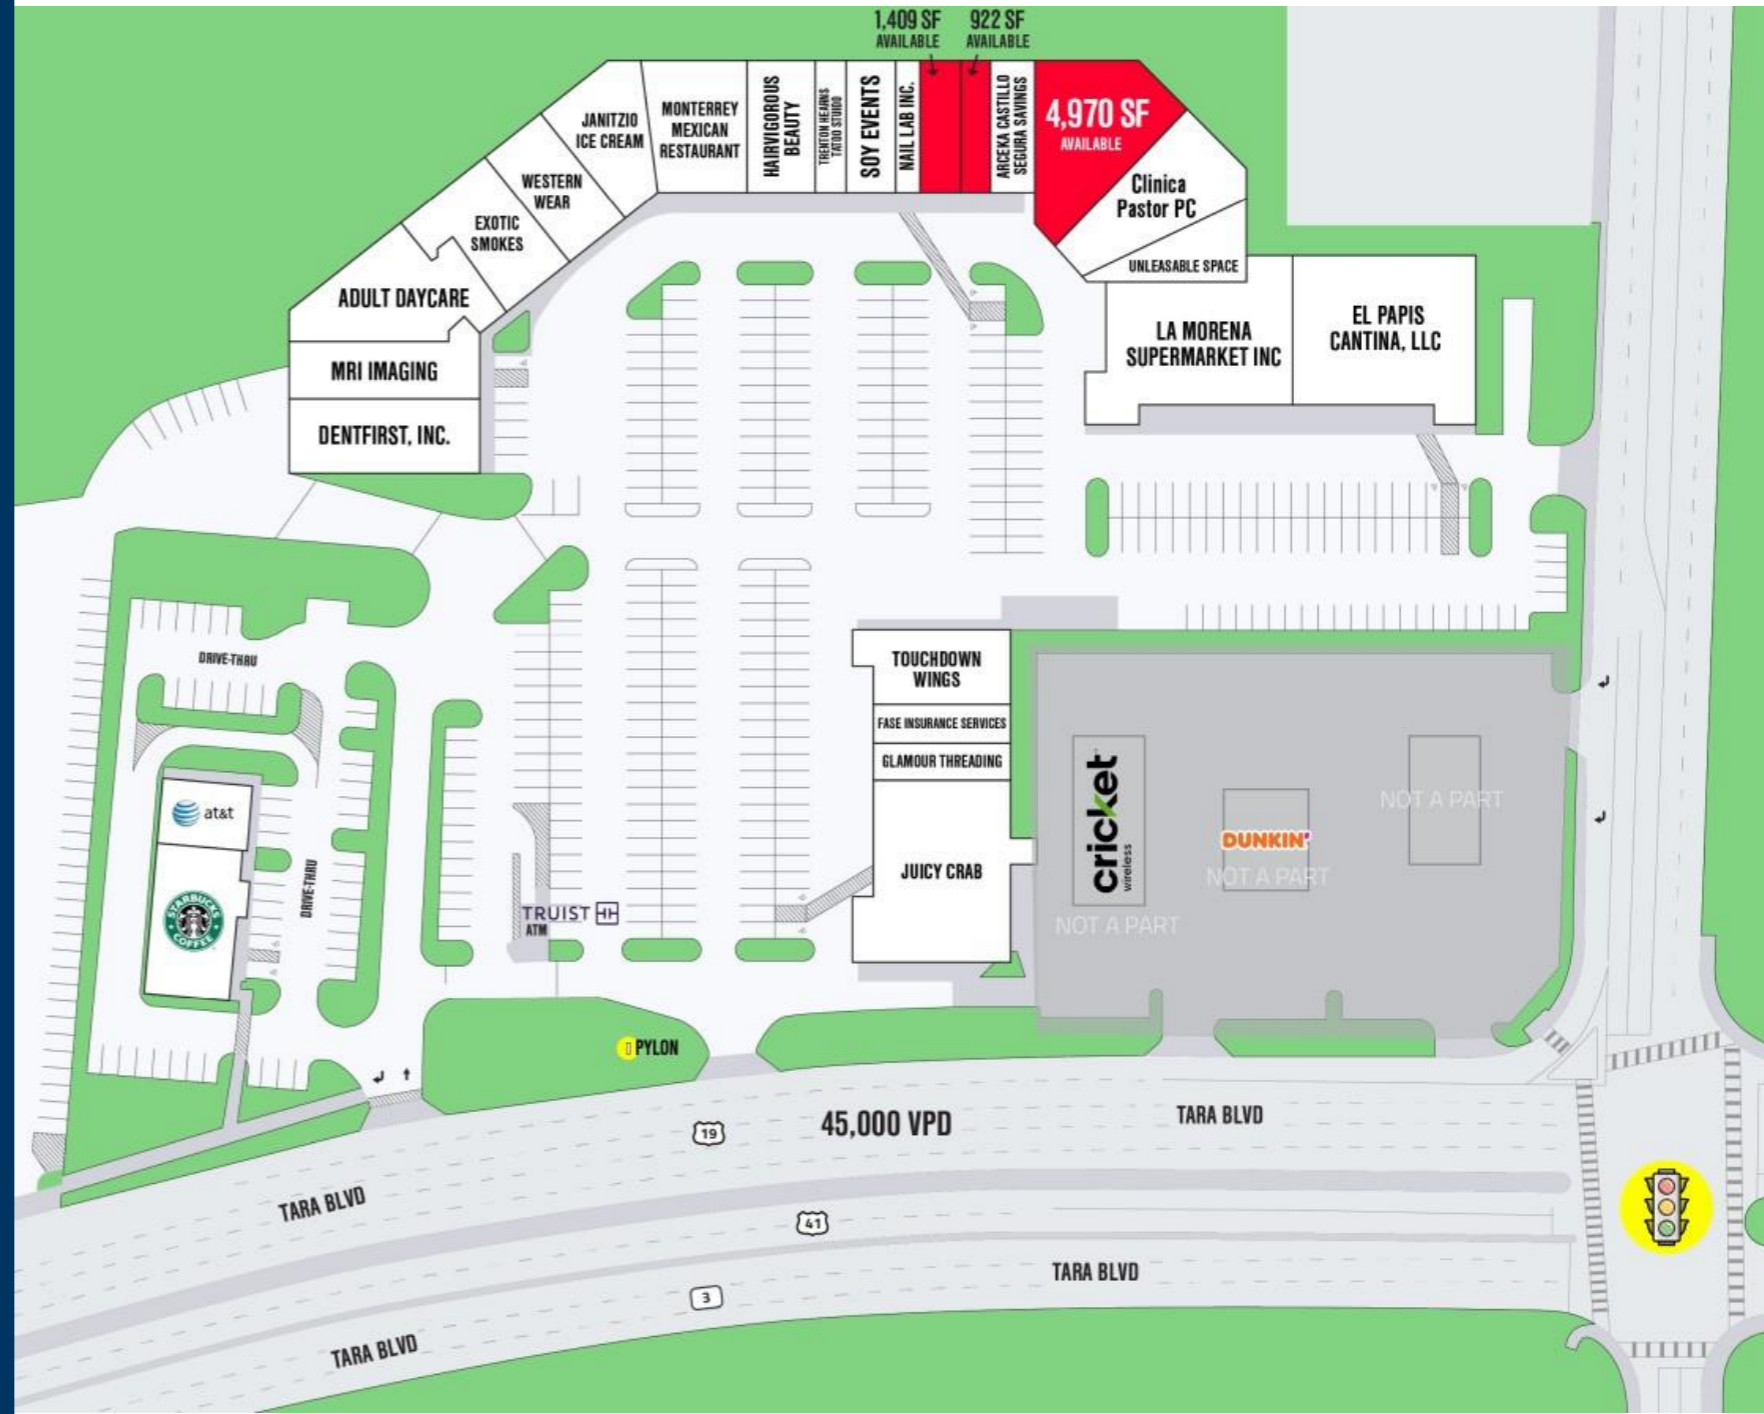 1,409 SF
AVAILABLE
922 SF
AVAILABLE
JANITZIO
ICE CREAM
MONTERREY
MEXICAN
RESTAURANT
HAIRVIGOROUS
BEAUTY
TRENTON HEARNS
TATOO STUIDO
SOY EVENTS
NAIL LAB INC.
ARCEKA CASTILLO
SEGURA SAVINGS
4,970 SF
AVAILABLE
Clinica
Pastor PC
UNLEASABLE SPACE
WESTERN
WEAR
EXOTIC
SMOKES
ADULT DAYCARE
MRI IMAGING
DENTFIRST, INC.
LA MORENA
SUPERMARKET INC
EL PAPIS
CANTINA, LLC
DRIVE-THRU
TOUCHDOWN
WINGS
FASE INSURANCE SERVICES
GLAMOUR THREADING
JUICY CRAB
cricket
wireless
NOT A PART
DUNKIN'
NOT A PART
NOT A PART
at&t
STARBUCKS
COFFEE
DRIVE-THRU
TRUIST
ATM
PYLON
19
45,000 VPD
TARA BLVD
TARA BLVD
41
TARA BLVD
3
TARA BLVD